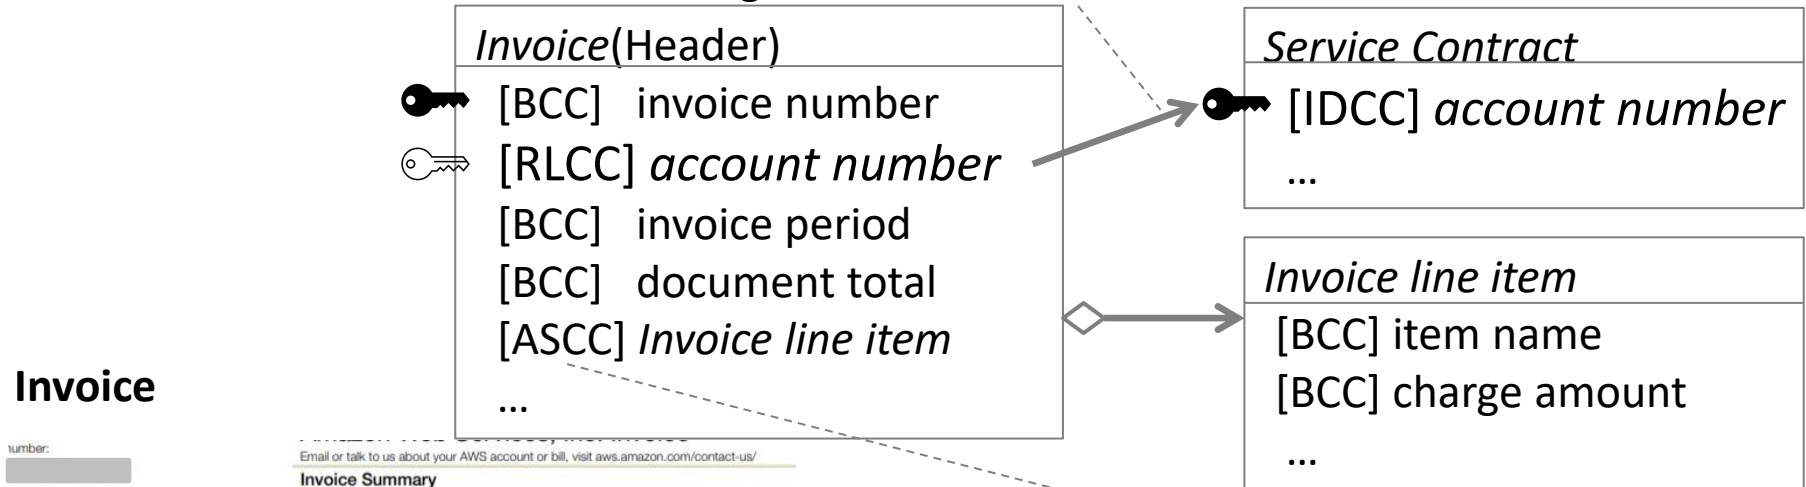 Invoice(Header)
[BCC] invoice number
[RLCC] account number
[BCC] invoice period
[BCC] document total
[ASCC] Invoice line item
...
Service Contract
[IDCC] account number
...
Invoice line item
[BCC] item name
[BCC] charge amount
...
Invoice
number:
Email or talk to us about your AWS account or bill, visit aws.amazon.com/contact-us/
Invoice Summary